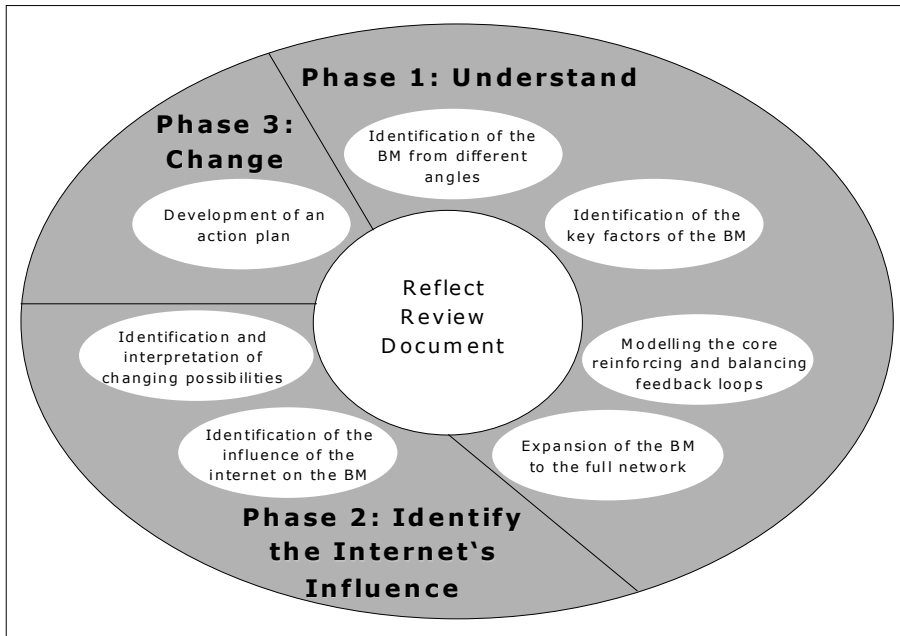 Phase 1: Understand
Identification of the
BM from different
angles
Identification of the
key factors of the BM
Modelling the core
reinforcing and balancing
feedback loops
Expansion of the BM
to the full network
Phase 2: Identify
the Internet‛s
Influence
Identification of the
influence of the
internet on the BM
Identification and
interpretation of
changing possibilities
Phase 3:
Change
Development of an
action plan
Reflect
Review
Document